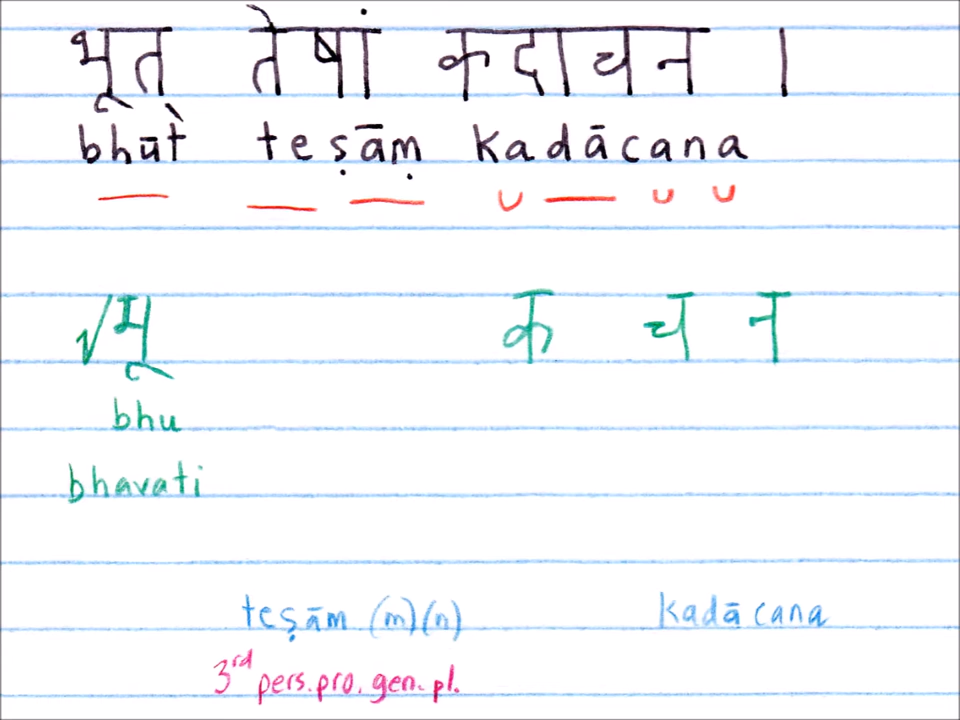 भूत् तेषां कदाचन ।
bhūt teṣāṃ kadācana
— — — ∪ — ∪ ∪
√भू क च न
bhu
bhavati
teṣām (m)(n) kadācana
3rd pers. pro. gen. pl.